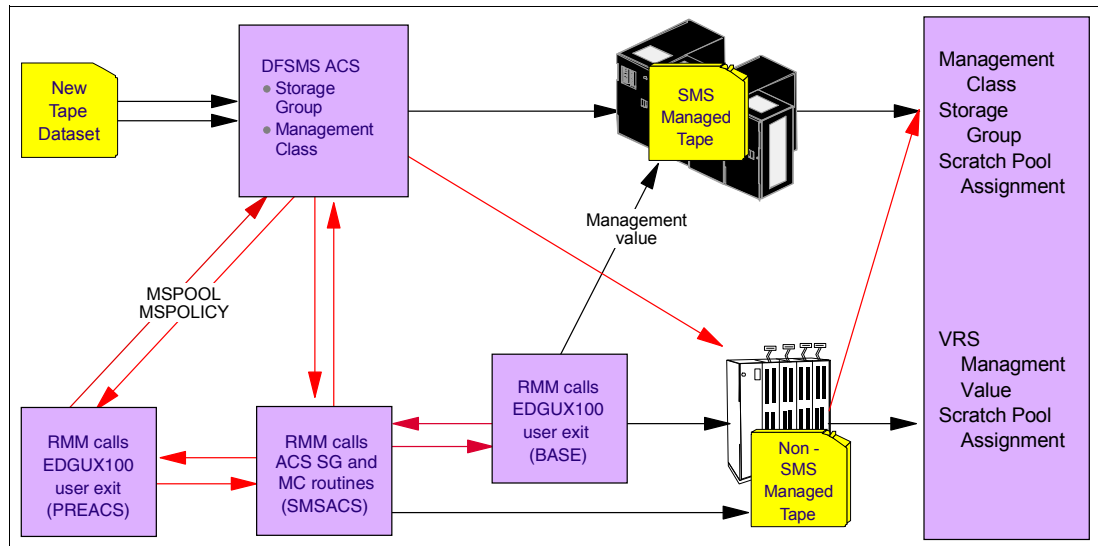 New
Tape
Dataset
DFSMS ACS
Storage
Group
Management
Class
SMS
Managed
Tape
Management
Class
Storage
Group
Scratch Pool
Assignment
Management
value
MSPOOL
MSPOLICY
RMM calls
EDGUX100
user exit
(PREACS)
RMM calls
ACS SG and
MC routines
(SMSACS)
RMM calls
EDGUX100
user exit
(BASE)
Non -
SMS
Managed
Tape
VRS
Managment
Value
Scratch Pool
Assignment